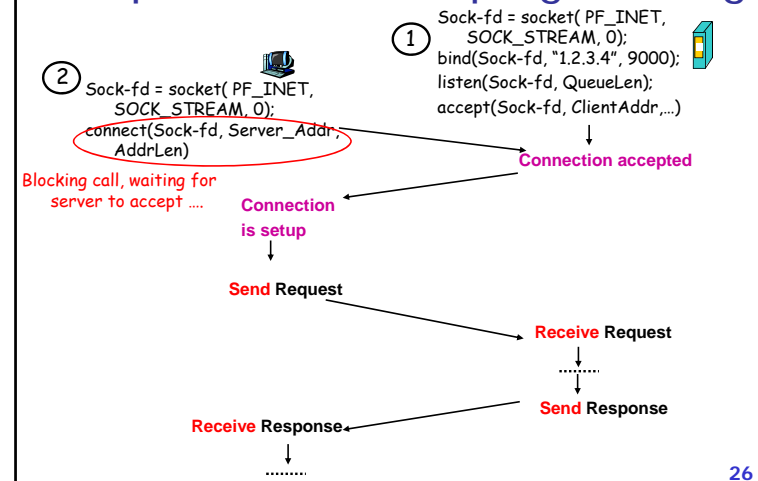 1
Sock-fd = socket( PF_INET,
SOCK_STREAM, 0);
bind(Sock-fd, “1.2.3.4”, 9000);
listen(Sock-fd, QueueLen);
accept(Sock-fd, ClientAddr,…)
2
Sock-fd = socket( PF_INET,
SOCK_STREAM, 0);
connect(Sock-fd, Server_Addr,
AddrLen)
Connection accepted
Blocking call, waiting for
server to accept ….
Connection
is setup
Send Request
Receive Request
………
Send Response
Receive Response
………
26